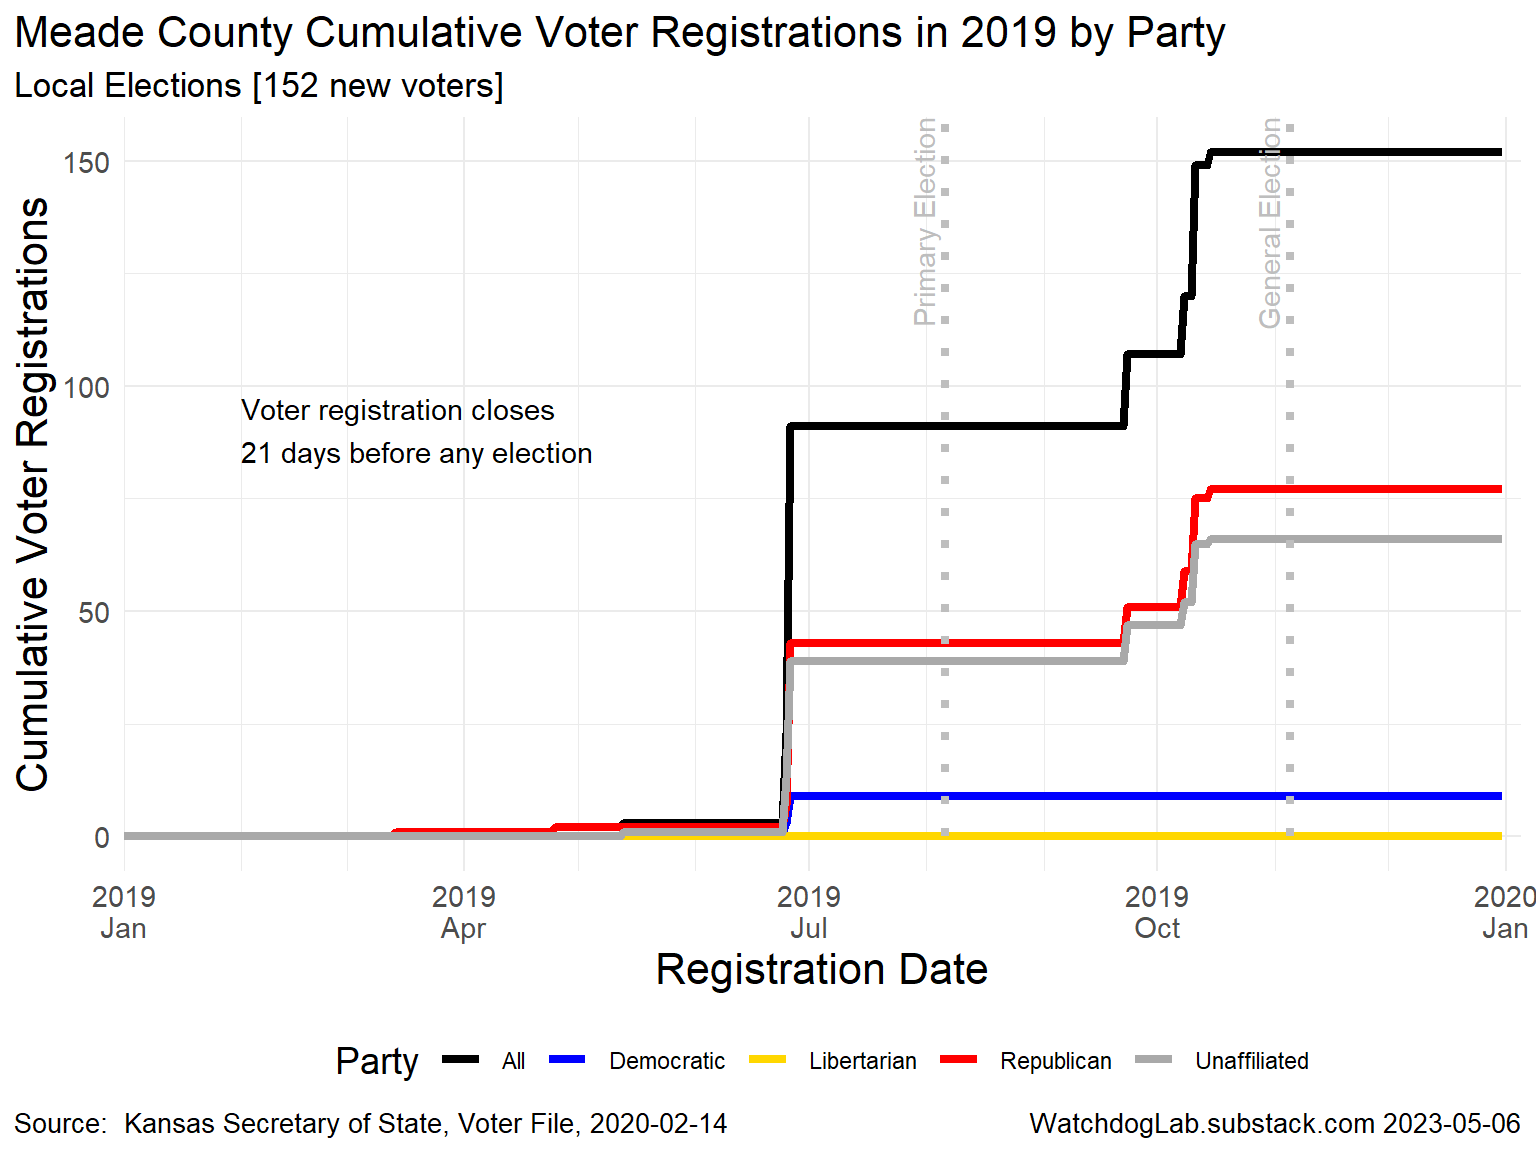 Meade County Cumulative Voter Registrations in 2019 by Party
Local Elections [152 new voters]
Cumulative Voter Registrations
150
100
50
0
Primary Election
General Election
Voter registration closes
21 days before any election
2019
Jan
2019
Apr
2019
Jul
2019
Oct
2020
Jan
Registration Date
Party
All
Democratic
Libertarian
Republican
Unaffiliated
Source:  Kansas Secretary of State, Voter File, 2020-02-14
WatchdogLab.substack.com 2023-05-06